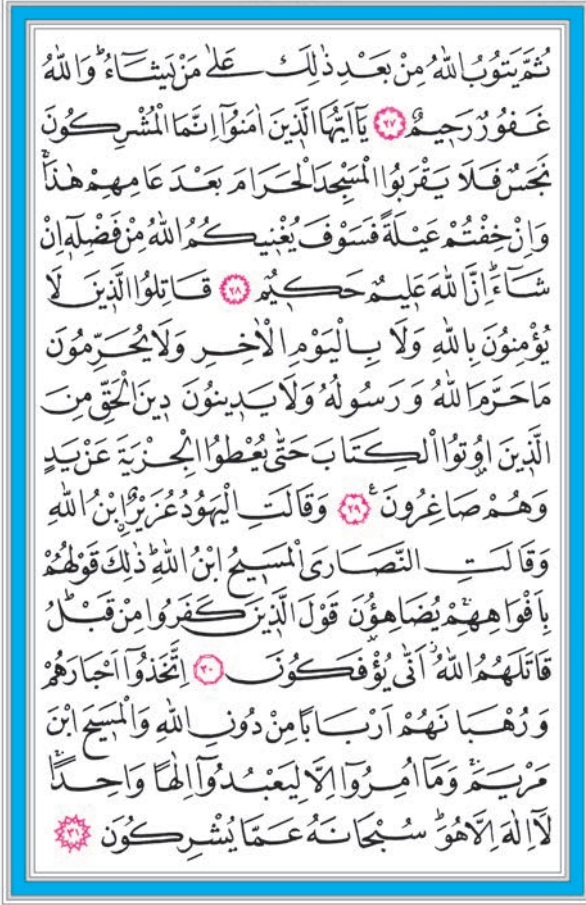 ثُمَّ يَتُوبُ اللّٰهُ مِنْ بَعْدِ ذٰلِكَ عَلٰى مَنْ يَشَٓاءُۜ وَاللّٰهُ
غَفُورٌ رَح۪يمٌ ﴿٢٧﴾ يَٓا اَيُّهَا الَّذ۪ينَ اٰمَنُٓوا اِنَّمَا الْمُشْرِكُونَ
نَجَسٌ فَلَا يَقْرَبُوا الْمَسْجِدَ الْحَرَامَ بَعْدَ عَامِهِمْ هٰذَاۚ
وَاِنْ خِفْتُمْ عَيْلَةً فَسَوْفَ يُغْن۪يكُمُ اللّٰهُ مِنْ فَضْلِه۪ٓ اِنْ
شَٓاءَۜ اِنَّ اللّٰهَ عَل۪يمٌ حَك۪يمٌ ﴿٢٨﴾ قَاتِلُوا الَّذ۪ينَ لَا
يُؤْمِنُونَ بِاللّٰهِ وَلَا بِالْيَوْمِ الْاٰخِرِ وَلَا يُحَرِّمُونَ
مَا حَرَّمَ اللّٰهُ وَرَسُولُهُ وَلَا يَد۪ينُونَ د۪ينَ الْحَقِّ مِنَ
الَّذ۪ينَ اُو۫تُوا الْكِتَابَ حَتّٰى يُعْطُوا الْجِزْيَةَ عَنْ يَدٍ
وَهُمْ صَاغِرُونَ۟ ﴿٢٩﴾ وَقَالَتِ الْيَهُودُ عُزَيْرٌۨ ابْنُ اللّٰهِ
وَقَالَتِ النَّصَارَى الْمَس۪يحُ ابْنُ اللّٰهِۜ ذٰلِكَ قَوْلُهُمْ
بِاَفْوَاهِهِمْۚ يُضَاهِؤُ۫نَ قَوْلَ الَّذ۪ينَ كَفَرُوا مِنْ قَبْلُۜ
قَاتَلَهُمُ اللّٰهُۘ اَنّٰى يُؤْفَكُونَ ﴿٣٠﴾ اِتَّخَذُٓوا اَحْبَارَهُمْ
وَرُهْبَانَهُمْ اَرْبَابًا مِنْ دُونِ اللّٰهِ وَالْمَس۪يحَ ابْنَ
مَرْيَمَۚ وَمَٓا اُمِرُٓوا اِلَّا لِيَعْبُدُٓوا اِلٰهًا وَاحِدًاۚ
لَٓا اِلٰهَ اِلَّا هُوَۜ سُبْحَانَهُ عَمَّا يُشْرِكُونَ ﴿٣١﴾